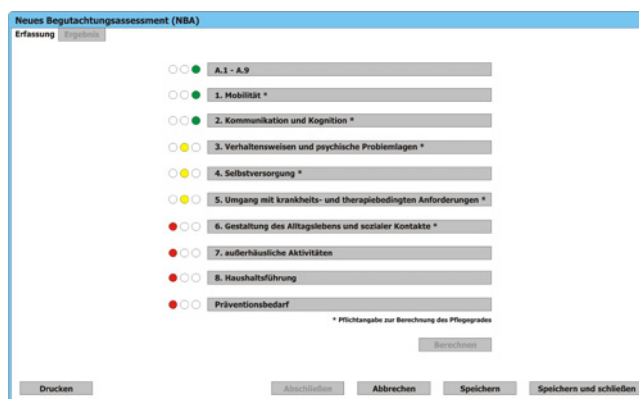 Neues Begutachtungsassessment (NBA)
Erfassung Ergebnis
A.1 - A.9
1. Mobilität *
2. Kommunikation und Kognition *
3. Verhaltensweisen und psychische Problemlagen *
4. Selbstversorgung *
5. Umgang mit krankheits- und therapiebedingten Anforderungen *
6. Gestaltung des Alltagslebens und sozialer Kontakte *
7. außerhäusliche Aktivitäten
8. Haushaltsführung
Präventionsbedarf
* Pflichtangabe zur Berechnung des Pflegegrades
Berechnen
Drucken Abschließen Abbrechen Speichern Speichern und schließen